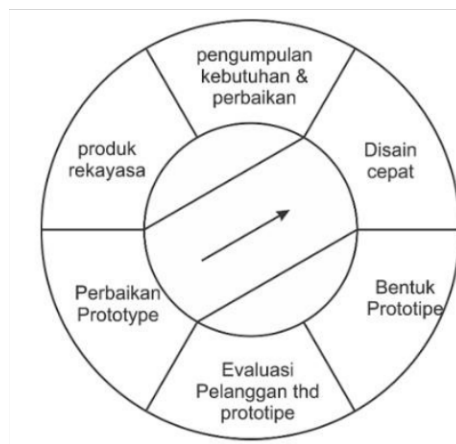 pengumpulan
kebutuhan &
perbaikan
Disain
cepat
Bentuk
Prototipe
Evaluasi
Pelanggan thd
prototipe
Perbaikan
Prototype
produk
rekayasa